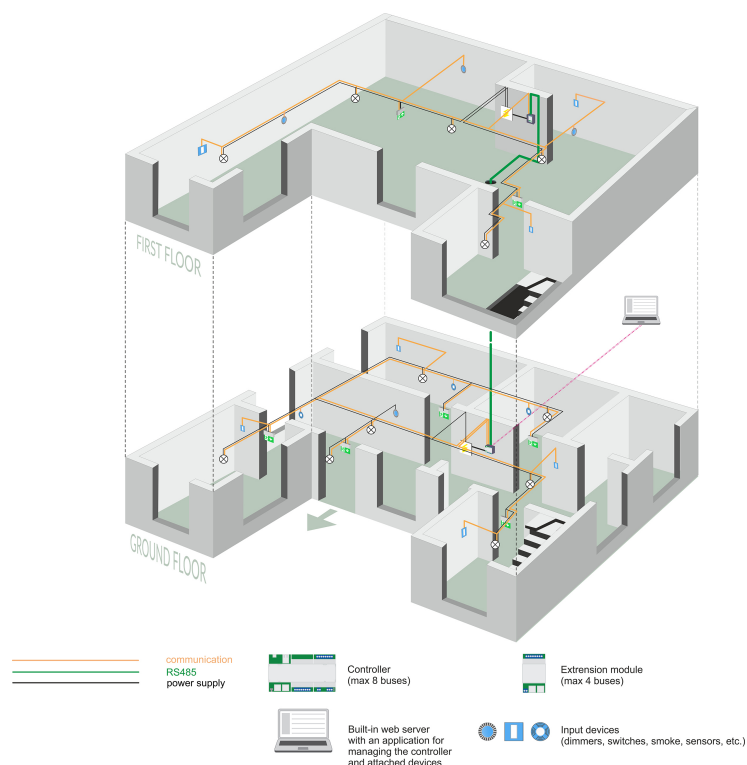 FIRST FLOOR
GROUND FLOOR
communication
RS485
power supply
Controller
(max 8 buses)
Extrension module
(max 4 buses)
Built-in web server
with an application for
managing the controller
and attached devices
Input devices
(dimmers, switches, smoke, sensors, etc.)